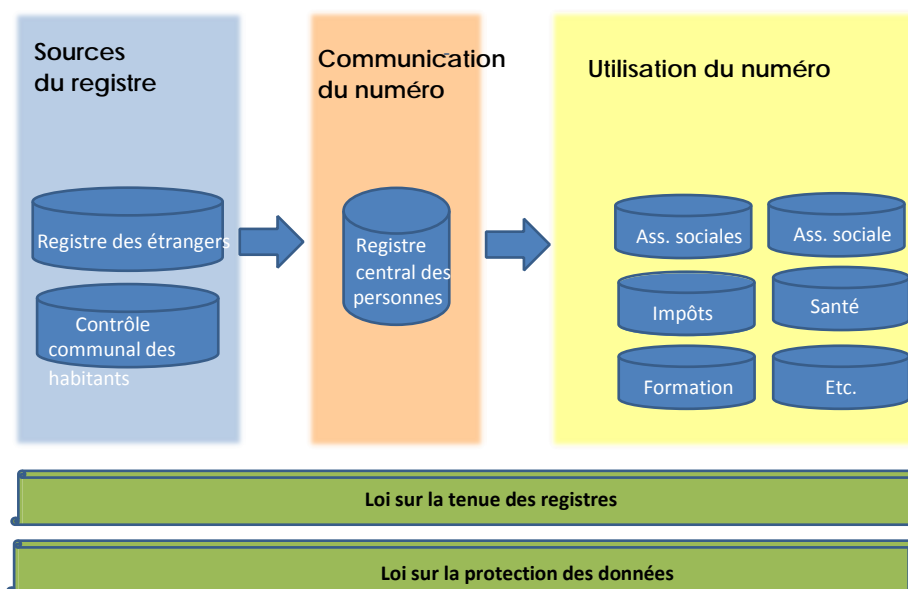 Sources
du registre
Communication
du numéro
Utilisation du numéro
Registre des étrangers
Contrôle
communal des
habitants
Registre
central des
personnes
Ass. sociales
Ass. sociale
Impôts
Santé
Formation
Etc.
Loi sur la tenue des registres
Loi sur la protection des données